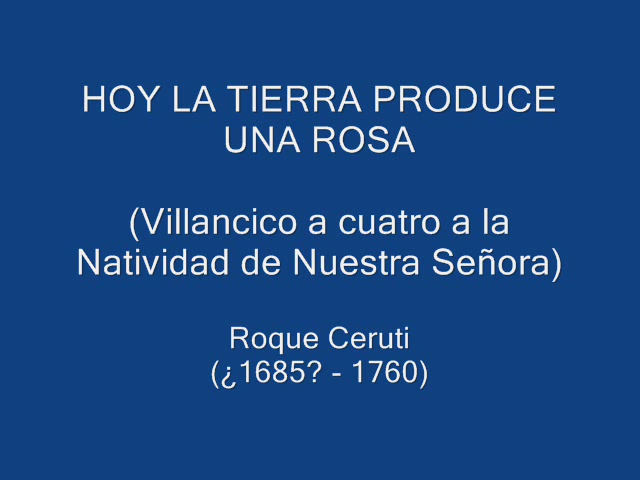 HOY LA TIERRA PRODUCE
UNA ROSA
(Villancico a cuatro a la
Natividad de Nuestra Señora)
Roque Ceruti
(¿1685? - 1760)